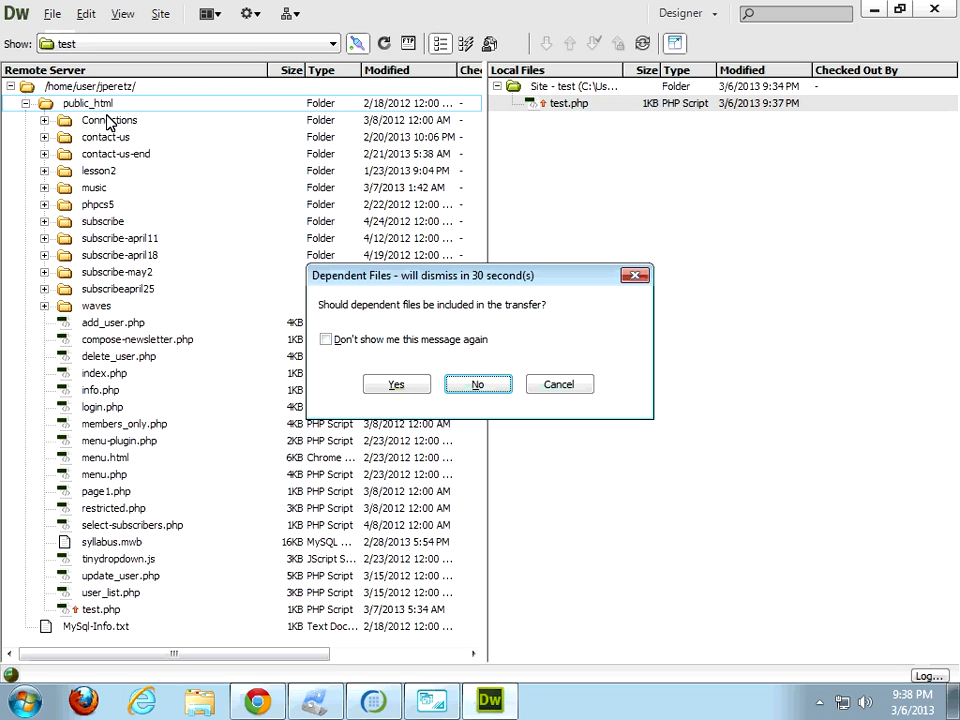 Dw File Edit View Site Designer
Show: test
Remote Server Size Type Modified Chec
/home/user/jperetz/
public_html Folder 2/18/2012 12:00 ...
Connections Folder 3/8/2012 12:00 AM -
contact-us Folder 2/20/2013 10:06 PM -
contact-us-end Folder 2/21/2013 5:38 AM -
lesson2 Folder 1/23/2013 9:04 PM -
music Folder 3/7/2013 1:42 AM -
phpcs5 Folder 2/22/2012 12:00 ... -
subscribe Folder 4/24/2012 12:00 ... -
subscribe-april11 Folder 4/12/2012 12:00 ... -
subscribe-april18 Folder 4/19/2012 12:00 ... -
subscribe-may2
subscribeapril25
waves
add_user.php 4KB
compose-newsletter.php 1KB
delete_user.php 4KB
index.php 1KB
info.php 1KB
login.php 4KB
members_only.php 4KB PHP Script 3/8/2012 12:00 AM
menu-plugin.php 2KB PHP Script 2/23/2012 12:00 ...
menu.html 6KB Chrome ... 2/23/2012 12:00 ...
menu.php 4KB PHP Script 2/23/2012 12:00 ...
page1.php 1KB PHP Script 3/8/2012 12:00 AM
restricted.php 3KB PHP Script 3/8/2012 12:00 AM
select-subscribers.php 1KB PHP Script 4/8/2012 12:00 AM
syllabus.mwb 16KB MySQL ... 2/28/2013 5:54 PM
tinydropdown.js 3KB JScript S... 2/23/2012 12:00 ...
update_user.php 5KB PHP Script 3/15/2012 12:00 ...
user_list.php 3KB PHP Script 3/15/2012 12:00 ...
test.php 1KB PHP Script 3/7/2013 5:34 AM
MySql-Info.txt 1KB Text Doc... 2/18/2012 12:00 ...
Local Files Size Type Modified Checked Out By
Site - test (C:\Us... Folder 3/6/2013 9:34 PM -
test.php 1KB PHP Script 3/6/2013 9:37 PM
Dependent Files - will dismiss in 30 second(s)
Should dependent files be included in the transfer?
Don't show me this message again
Yes No Cancel
Log...
Dw
9:38 PM
3/6/2013